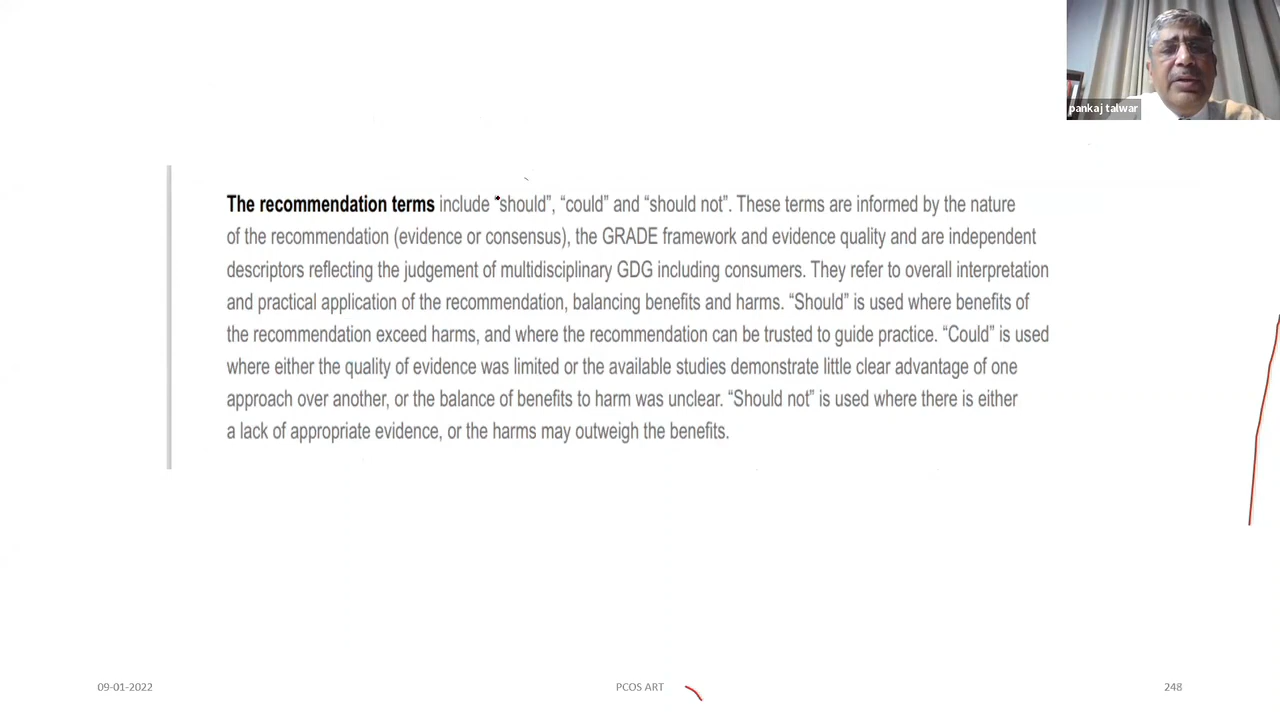 pankaj talwar
The recommendation terms include “should”, “could” and “should not”. These terms are informed by the nature
of the recommendation (evidence or consensus), the GRADE framework and evidence quality and are independent
descriptors reflecting the judgement of multidisciplinary GDG including consumers. They refer to overall interpretation
and practical application of the recommendation, balancing benefits and harms. “Should” is used where benefits of
the recommendation exceed harms, and where the recommendation can be trusted to guide practice. “Could” is used
where either the quality of evidence was limited or the available studies demonstrate little clear advantage of one
approach over another, or the balance of benefits to harm was unclear. “Should not” is used where there is either
a lack of appropriate evidence, or the harms may outweigh the benefits.
09-01-2022
PCOS ART
248